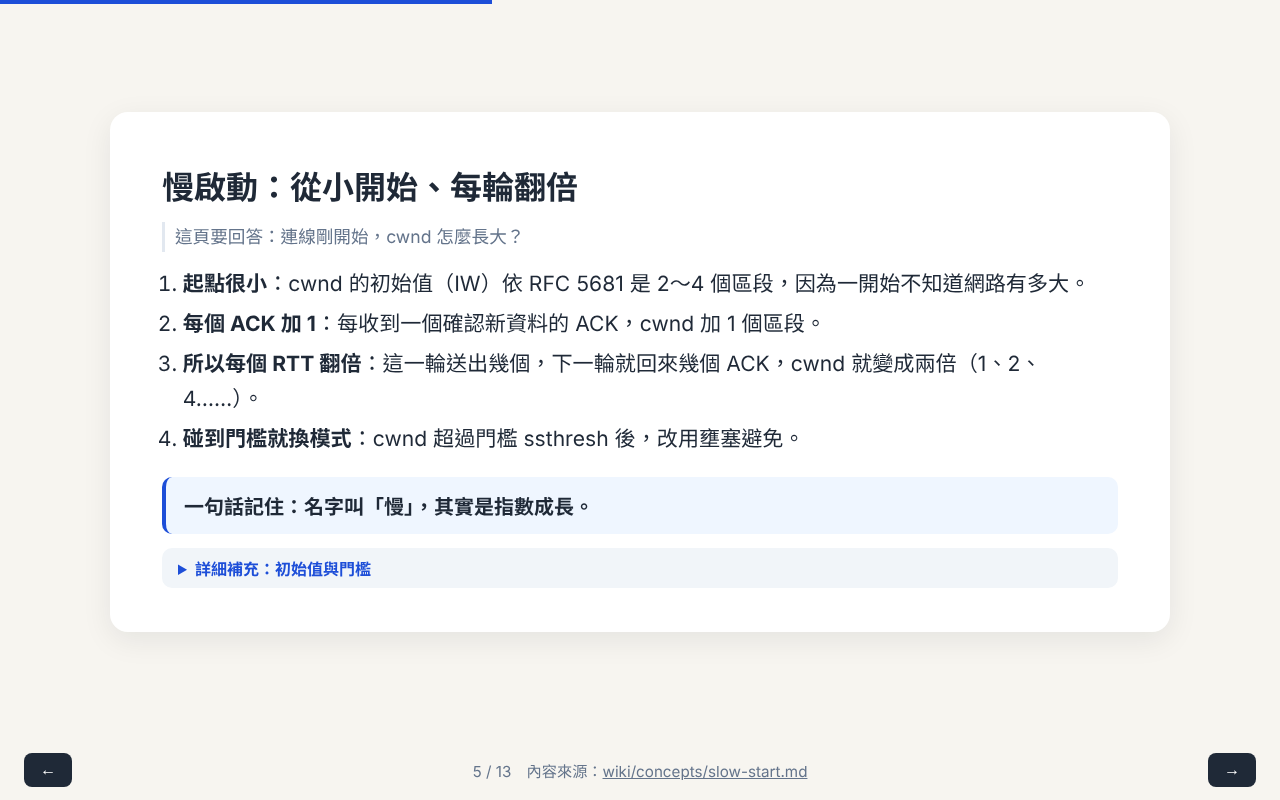 慢啟動：從小開始、每輪翻倍
這頁要回答：連線剛開始，cwnd 怎麼長大？
1. 起點很小：cwnd 的初始值（IW）依 RFC 5681 是 2～4 個區段，因為一開始不知道網路有多大。
2. 每個 ACK 加 1：每收到一個確認新資料的 ACK，cwnd 加 1 個區段。
3. 所以每個 RTT 翻倍：這一輪送出幾個，下一輪就回來幾個 ACK，cwnd 就變成兩倍（1、2、
4……）。
4. 碰到門檻就換模式：cwnd 超過門檻 ssthresh 後，改用壅塞避免。
一句話記住：名字叫「慢」，其實是指數成長。
▶ 詳細補充：初始值與門檻
←
5 / 13 內容來源：wiki/concepts/slow-start.md
→